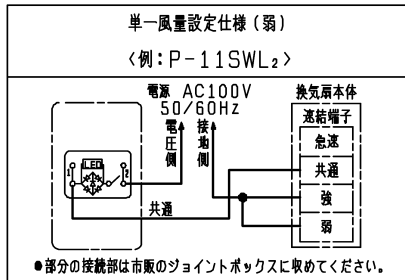 単一風量設定仕様（弱）
〈例：P-11SWL₂〉
電源 AC100V
50/60Hz
電圧側
接地側
換気扇本体
速結端子
急速
共通
強
弱
1
LED
2
共通
●部分の接続部は市販のジョイントボックスに収めてください。